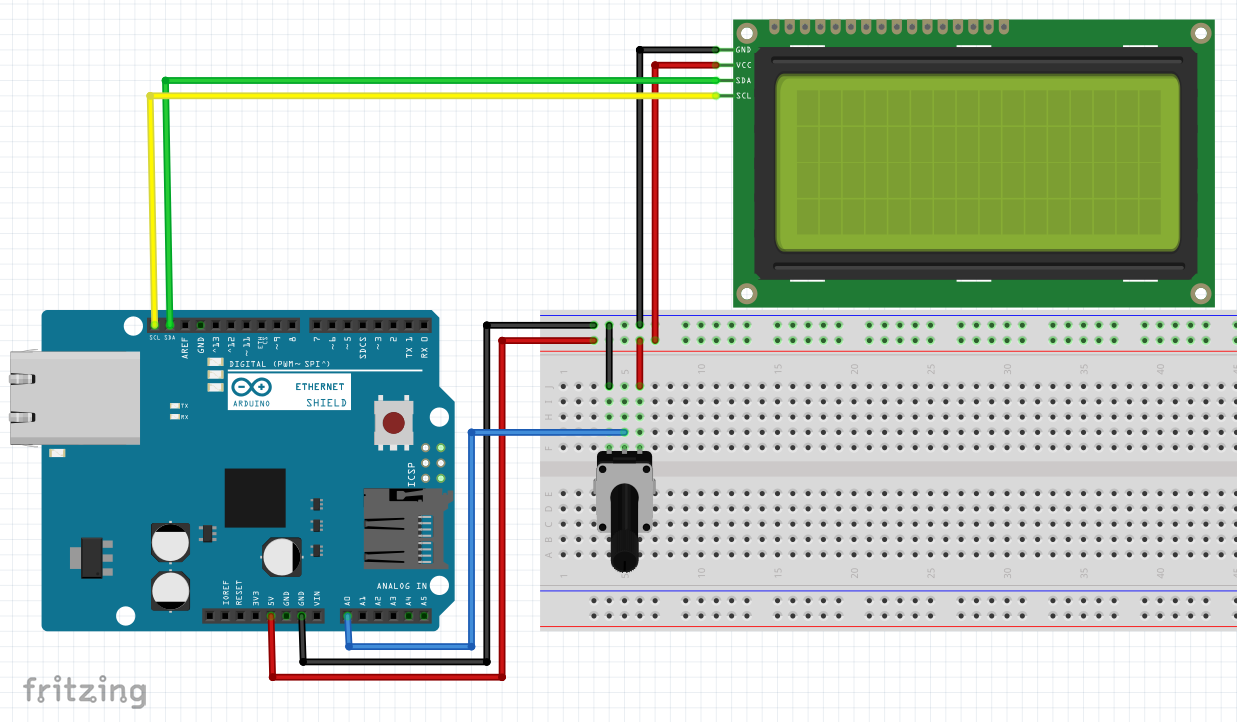 GND
VCC
SDA
SCL
SCL SDA
AREF
GND
^13
^12
~11
~9
8
7
~6
~5
SDCS
~3
2
TX 1
RX 0
DIGITAL (PWM~ SPI^)
ARDUINO
ETHERNET
SHIELD
TX
RX
ICSP
ANALOG IN
IOREF
RESET
3V3
5V
GND
GND
VIN
A0
A1
A2
A3
A4
A5
1 5 10 15 20 25 30 35 40
J
I
H
F
E
D
C
B
A
1 5 10 15 20 25 30 35 40
fritzing